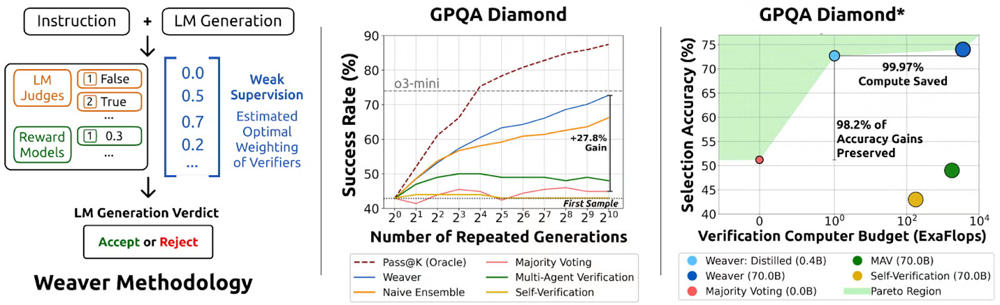 Instruction + LM Generation
LM
Judges
1 False
2 True
...
Reward
Models
1 0.3
...
0.0
0.5
0.7
0.2
...
Weak
Supervision
Estimated
Optimal
Weighting
of Verifiers
LM Generation Verdict
Accept or Reject
Weaver Methodology
GPQA Diamond
Success Rate (%)
90
80
70
60
50
40
o3-mini
+27.8%
Gain
First Sample
2^0 2^1 2^2 2^3 2^4 2^5 2^6 2^7 2^8 2^9 2^10
Number of Repeated Generations
Pass@K (Oracle)
Weaver
Naive Ensemble
Majority Voting
Multi-Agent Verification
Self-Verification
GPQA Diamond*
Selection Accuracy (%)
75
70
65
60
55
50
45
40
99.97%
Compute Saved
98.2% of
Accuracy Gains
Preserved
0 10^0 10^2 10^4
Verification Computer Budget (ExaFlops)
Weaver: Distilled (0.4B)
Weaver (70.0B)
Majority Voting (0.0B)
MAV (70.0B)
Self-Verification (70.0B)
Pareto Region